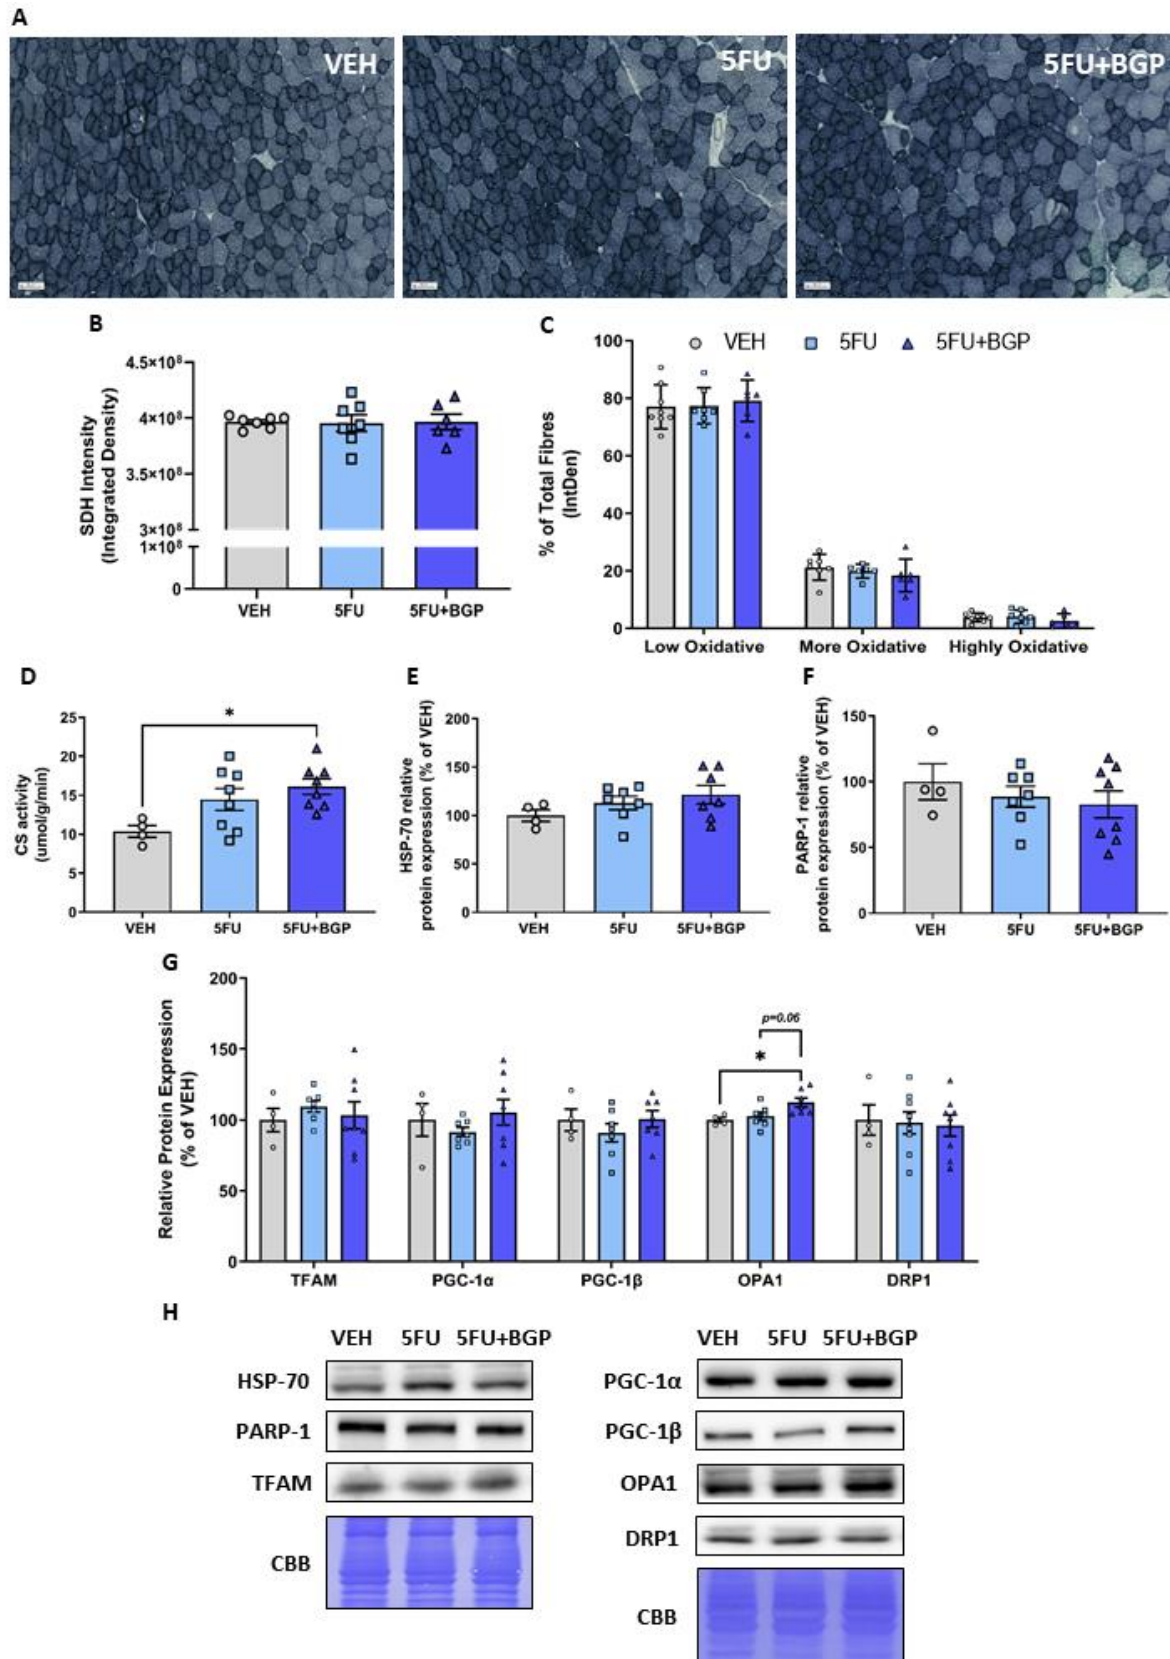 A
VEH
5FU
5FU+BGP
B
SDH Intensity
(Integrated Density)
4.5×10⁸
4×10⁸
3.5×10⁸
3×10⁸
1×10⁸
0
VEH
5FU
5FU+BGP
C
VEH
5FU
5FU+BGP
% of Total Fibres
(IntDen)
100
80
60
40
20
0
Low Oxidative
More Oxidative
Highly Oxidative
D
CS activity
(umol/g/min)
25
20
15
10
5
0
*
VEH
5FU
5FU+BGP
E
HSP-70 relative
protein expression (% of VEH)
200
150
100
50
0
VEH
5FU
5FU+BGP
F
PARP-1 relative
protein expression (% of VEH)
150
100
50
0
VEH
5FU
5FU+BGP
G
Relative Protein Expression
(% of VEH)
200
150
100
50
0
p=0.06
*
TFAM
PGC-1α
PGC-1β
OPA1
DRP1
H
VEH 5FU 5FU+BGP
HSP-70
PARP-1
TFAM
CBB
VEH 5FU 5FU+BGP
PGC-1α
PGC-1β
OPA1
DRP1
CBB